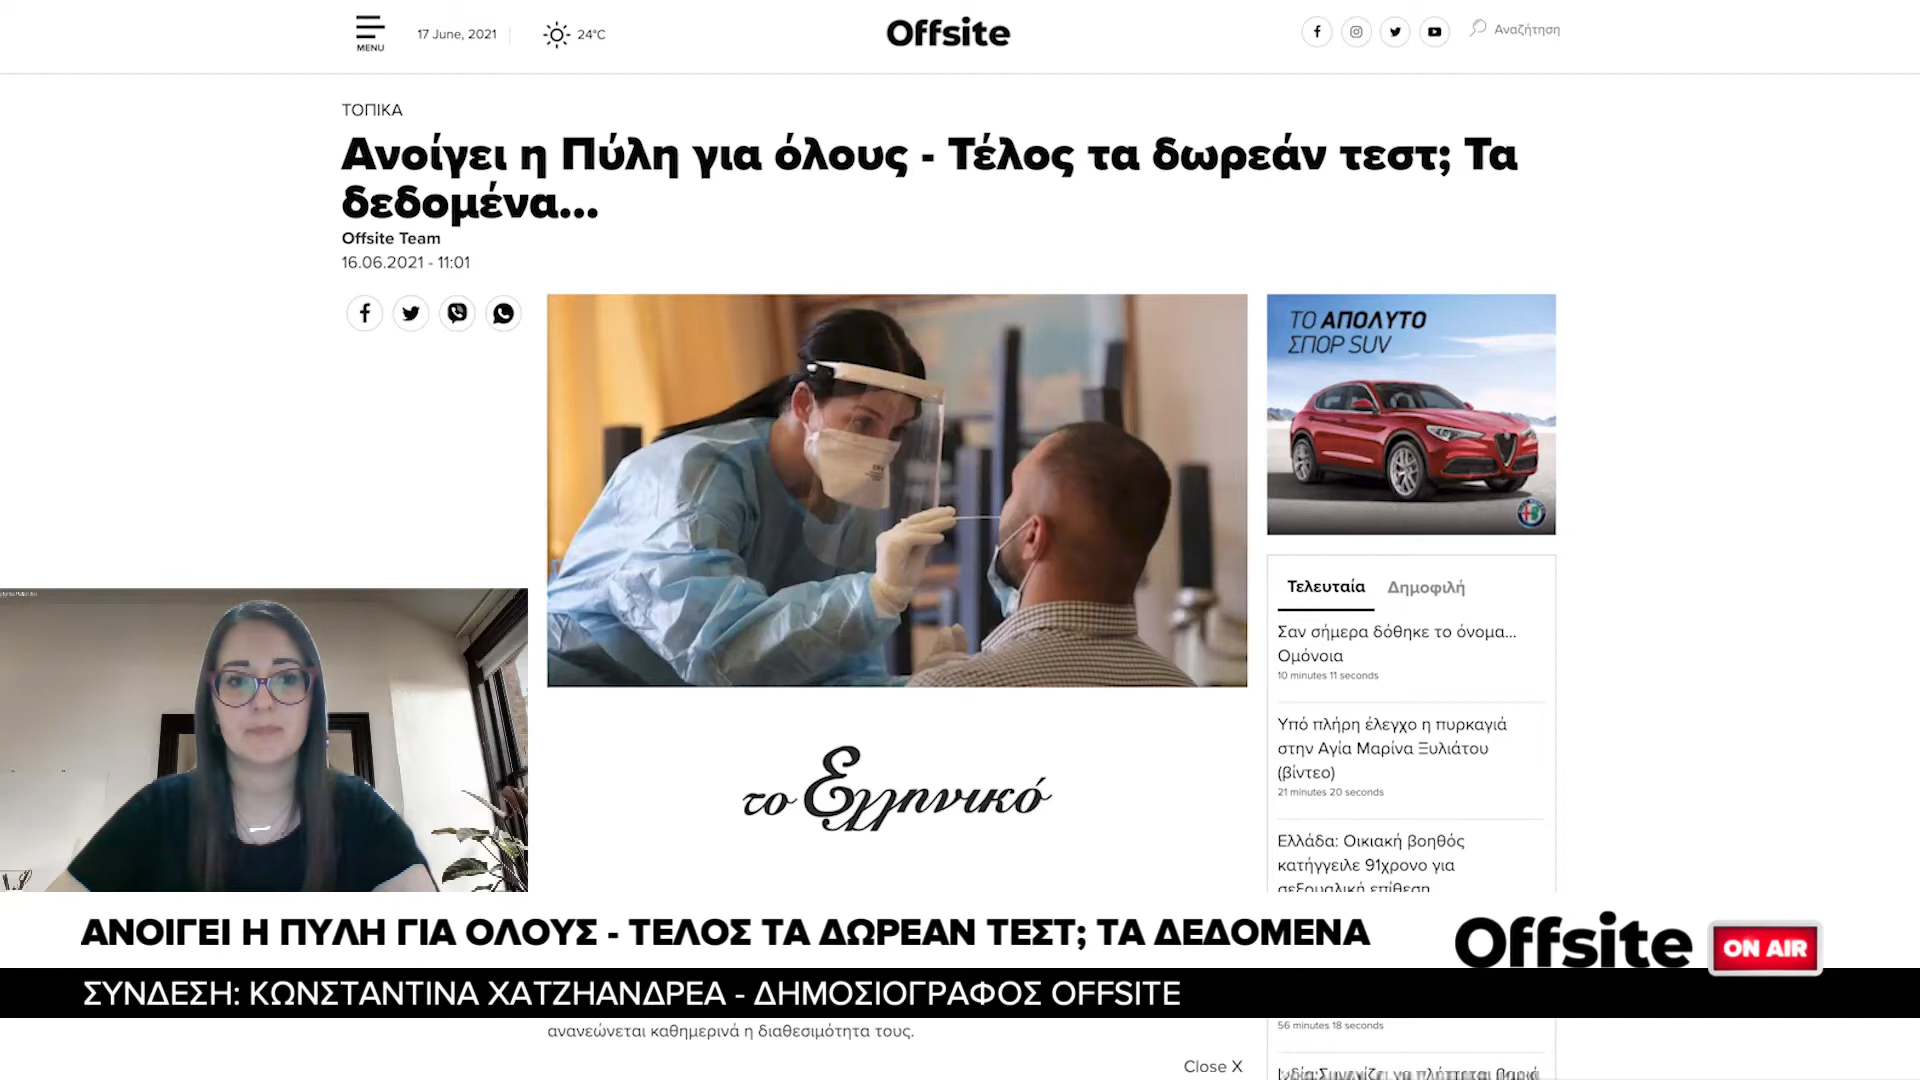 MENU
17 June, 2021
24°C
Offsite
Αναζήτηση
ΤΟΠΙΚΑ
Ανοίγει η Πύλη για όλους - Τέλος τα δωρεάν τεστ; Τα
δεδομένα...
Offsite Team
16.06.2021 - 11:01
ΤΟ ΑΠΟΛΥΤΟ
ΣΠΟΡ SUV
Τελευταία Δημοφιλή
Σαν σήμερα δόθηκε το όνομα...
Ομόνοια
10 minutes 11 seconds
Υπό πλήρη έλεγχο η πυρκαγιά
στην Αγία Μαρίνα Ξυλιάτου
(βίντεο)
21 minutes 20 seconds
Ελλάδα: Οικιακή βοηθός
κατήγγειλε 91χρονο για
σεξουαλική επίθεση
το Ελληνικό
ΑΝΟΙΓΕΙ Η ΠΥΛΗ ΓΙΑ ΟΛΟΥΣ - ΤΕΛΟΣ ΤΑ ΔΩΡΕΑΝ ΤΕΣΤ; ΤΑ ΔΕΔΟΜΕΝΑ
Offsite ON AIR
ΣΥΝΔΕΣΗ: ΚΩΝΣΤΑΝΤΙΝΑ ΧΑΤΖΗΑΝΔΡΕΑ - ΔΗΜΟΣΙΟΓΡΑΦΟΣ OFFSITE
ανανεώνεται καθημερινά η διαθεσιμότητα τους.
56 minutes 18 seconds
Close X